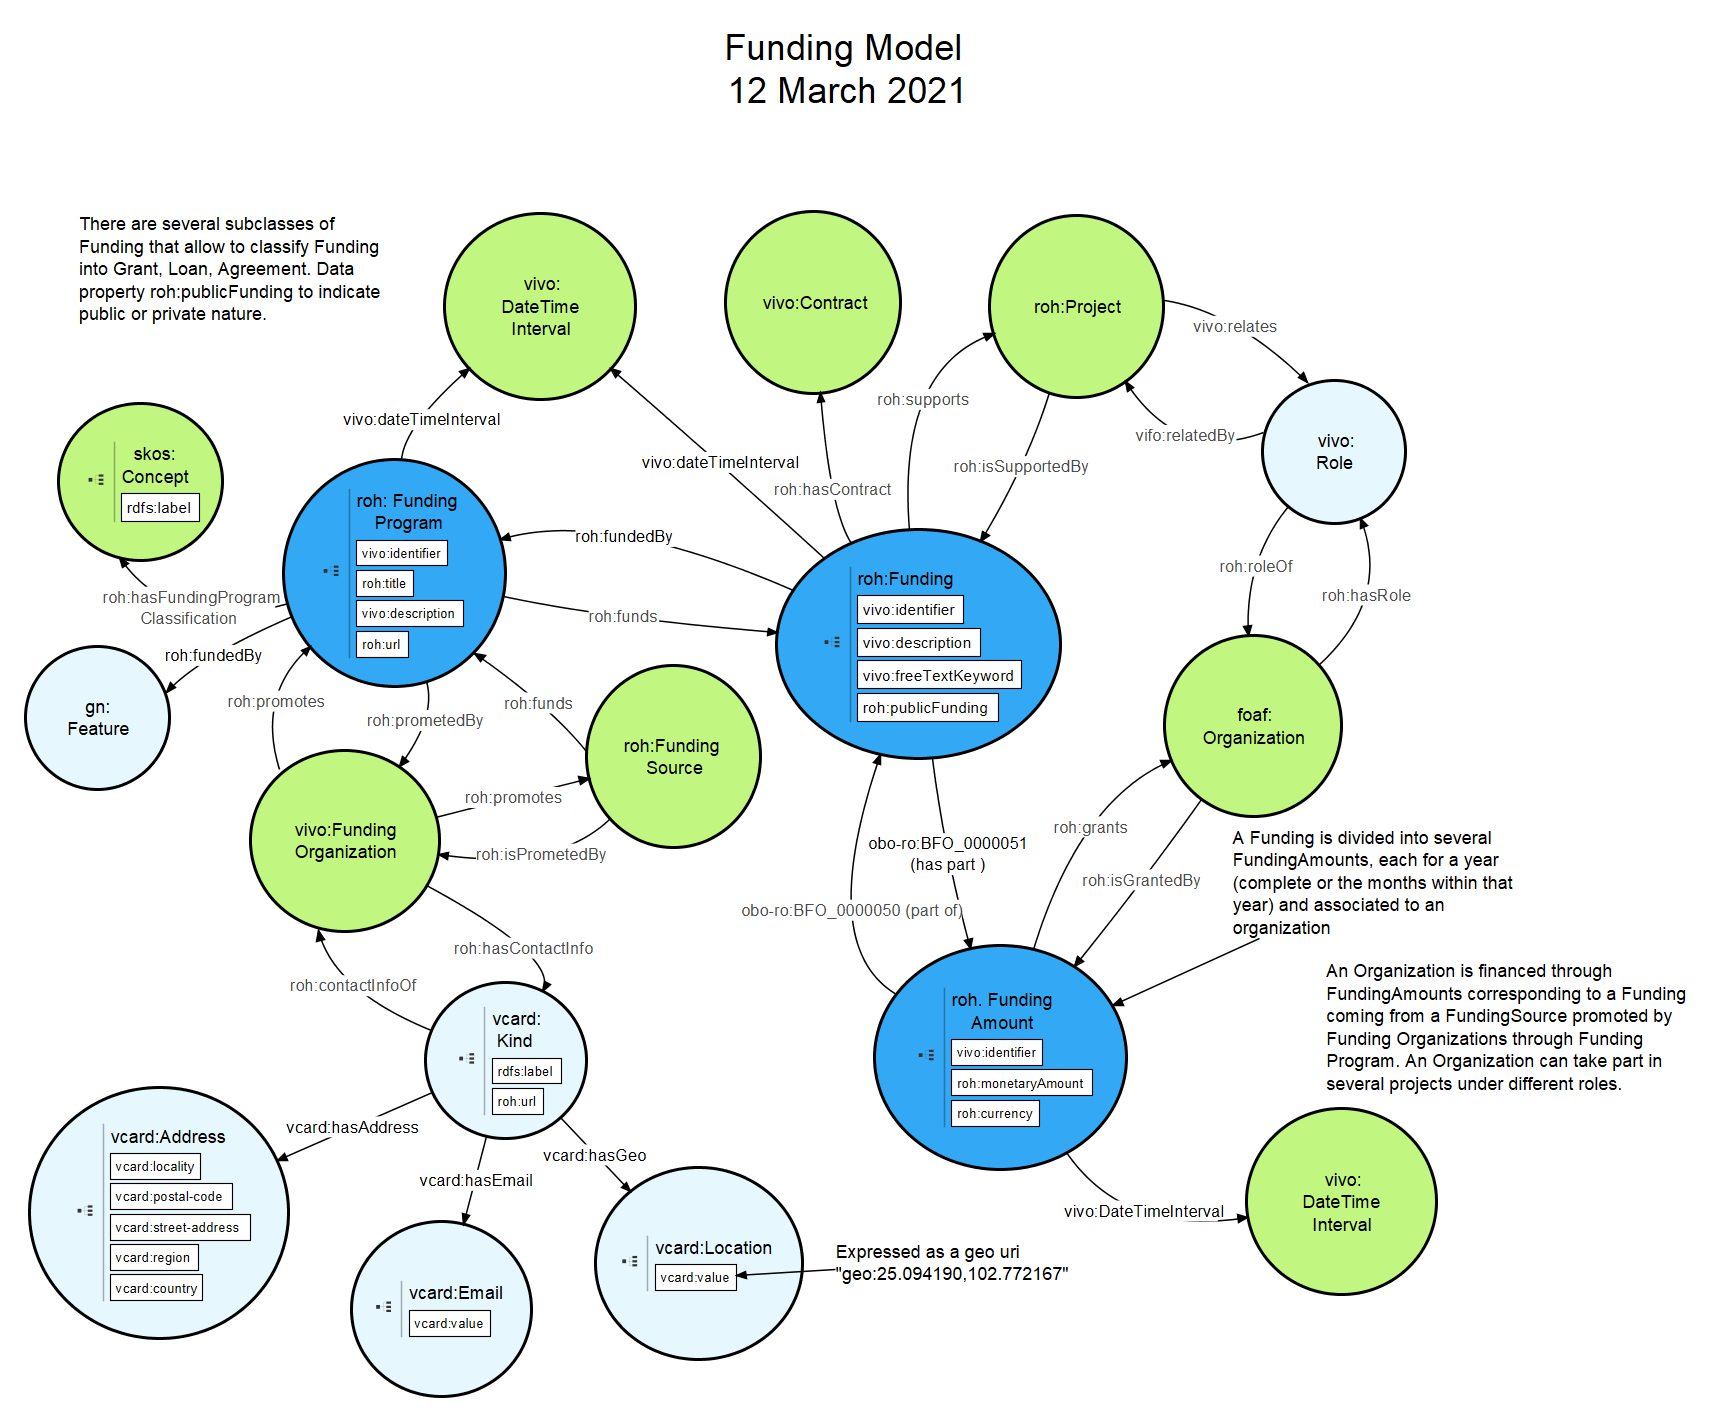 Funding Model
12 March 2021
There are several subclasses of
Funding that allow to classify Funding
into Grant, Loan, Agreement. Data
property roh:publicFunding to indicate
public or private nature.
vivo:
DateTime
Interval
vivo:Contract
roh:Project
vivo:relates
vifo:relatedBy
vivo:
Role
vivo:dateTimeInterval
vivo:dateTimeInterval
roh:hasContract
roh:supports
roh:isSupportedBy
skos:
Concept
rdfs:label
roh: Funding
Program
vivo:identifier
roh:title
vivo:description
roh:url
roh:fundedBy
roh:funds
roh:Funding
vivo:identifier
vivo:description
vivo:freeTextKeyword
roh:publicFunding
roh:roleOf
roh:hasRole
roh:hasFundingProgram
Classification
roh:fundedBy
gn:
Feature
roh:promotes
roh:prometedBy
roh:funds
roh:Funding
Source
foaf:
Organization
vivo:Funding
Organization
roh:promotes
roh:isPrometedBy
obo-ro:BFO_0000051
(has part )
obo-ro:BFO_0000050 (part of)
roh:grants
roh:isGrantedBy
A Funding is divided into several
FundingAmounts, each for a year
(complete or the months within that
year) and associated to an
organization
roh:hasContactInfo
roh:contactInfoOf
An Organization is financed through
FundingAmounts corresponding to a Funding
coming from a FundingSource promoted by
Funding Organizations through Funding
Program. An Organization can take part in
several projects under different roles.
vcard:
Kind
rdfs:label
roh:url
roh. Funding
Amount
vivo:identifier
roh:monetaryAmount
roh:currency
vcard:hasAddress
vcard:hasEmail
vcard:hasGeo
vcard:Address
vcard:locality
vcard:postal-code
vcard:street-address
vcard:region
vcard:country
vcard:Email
vcard:value
vcard:Location
vcard:value
Expressed as a geo uri
"geo:25.094190,102.772167"
vivo:DateTimeInterval
vivo:
DateTime
Interval